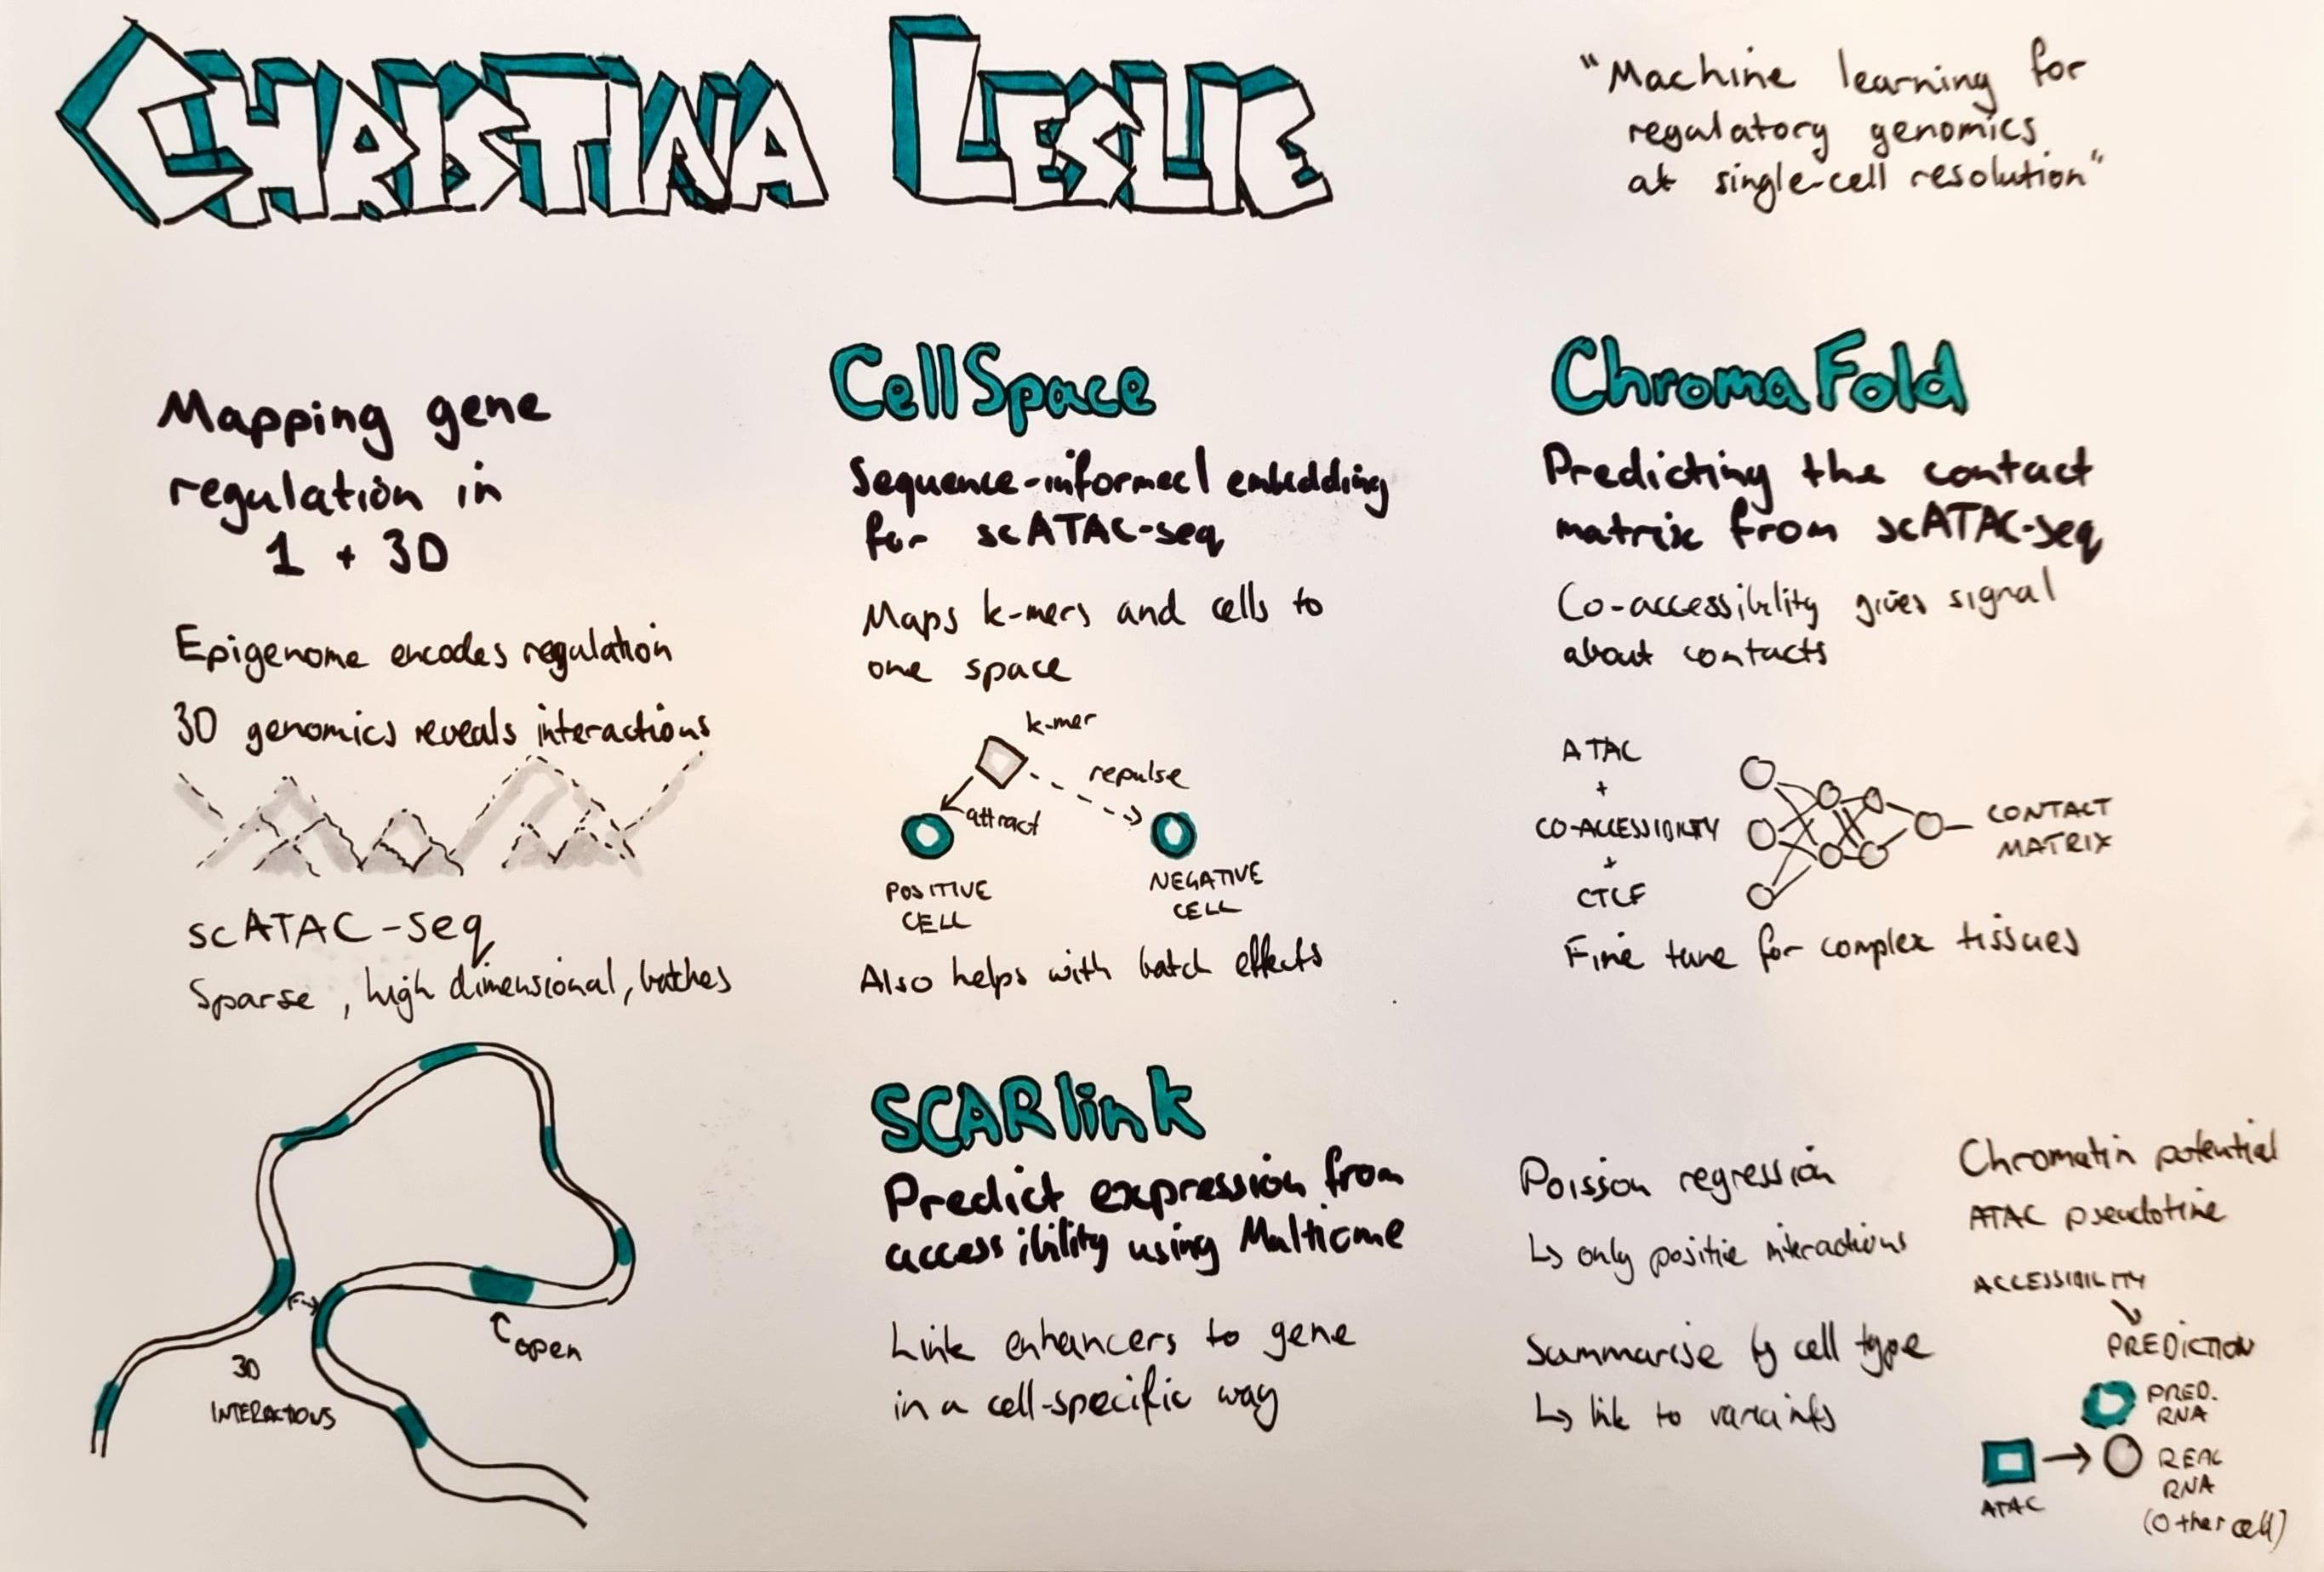 CHRISTINA LESLIE
"Machine learning for
regulatory genomics
at single-cell resolution"
Mapping gene
regulation in
1 + 3D
Epigenome encodes regulation
3D genomics reveals interactions
scATAC-seq
Sparse, high dimensional, batches
open
3D
INTERACTIONS
CellSpace
Sequence-informed embedding
for scATAC-seq
Maps k-mers and cells to
one space
k-mer
repulse
attract
POSITIVE
CELL
NEGATIVE
CELL
Also helps with batch effects
ChromaFold
Predicting the contact
matrix from scATAC-seq
Co-accessibility gives signal
about contacts
ATAC
+
CO-ACCESSIBILITY
+
CTCF
CONTACT
MATRIX
Fine tune for complex tissues
SCARlink
Predict expression from
accessibility using Multiome
Link enhancers to gene
in a cell-specific way
Poisson regression
↳ only positive interactions
Summarise by cell type
↳ link to variants
Chromatin potential
ATAC pseudotime
ACCESSIBILITY
PREDICTION
PRED.
RNA
ATAC
REAL
RNA
(Other cell)